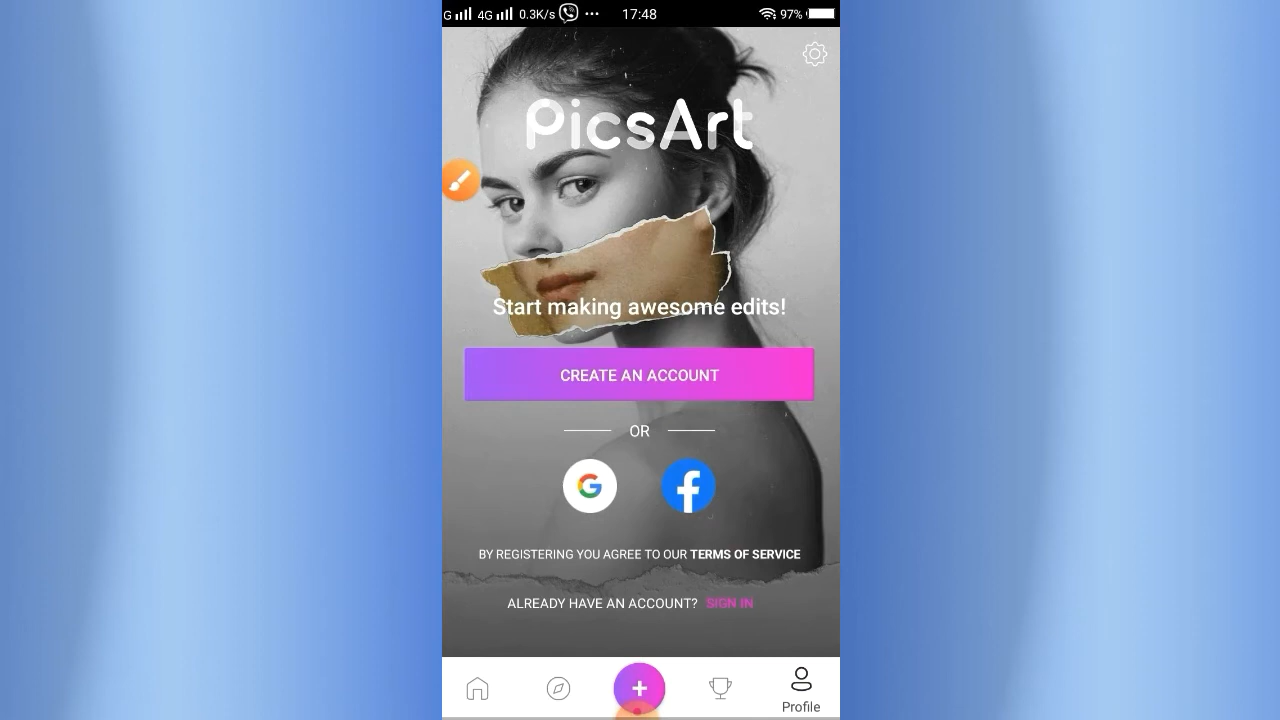 G 4G 0.3K/s ••• 17:48 97%
PicsArt
Start making awesome edits!
CREATE AN ACCOUNT
OR
G f
BY REGISTERING YOU AGREE TO OUR TERMS OF SERVICE
ALREADY HAVE AN ACCOUNT? SIGN IN
Profile